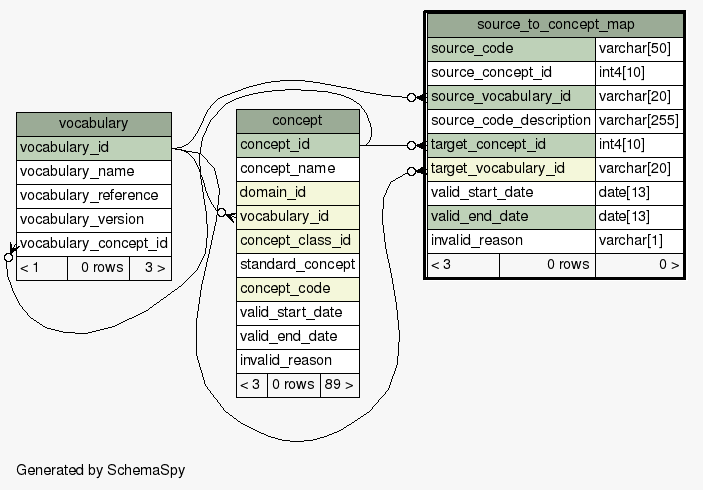 vocabulary
vocabulary_id
vocabulary_name
vocabulary_reference
vocabulary_version
vocabulary_concept_id
< 1 0 rows 3 >
concept
concept_id
concept_name
domain_id
vocabulary_id
concept_class_id
standard_concept
concept_code
valid_start_date
valid_end_date
invalid_reason
< 3 0 rows 89 >
source_to_concept_map
source_code varchar[50]
source_concept_id int4[10]
source_vocabulary_id varchar[20]
source_code_description varchar[255]
target_concept_id int4[10]
target_vocabulary_id varchar[20]
valid_start_date date[13]
valid_end_date date[13]
invalid_reason varchar[1]
< 3 0 rows 0 >
Generated by SchemaSpy